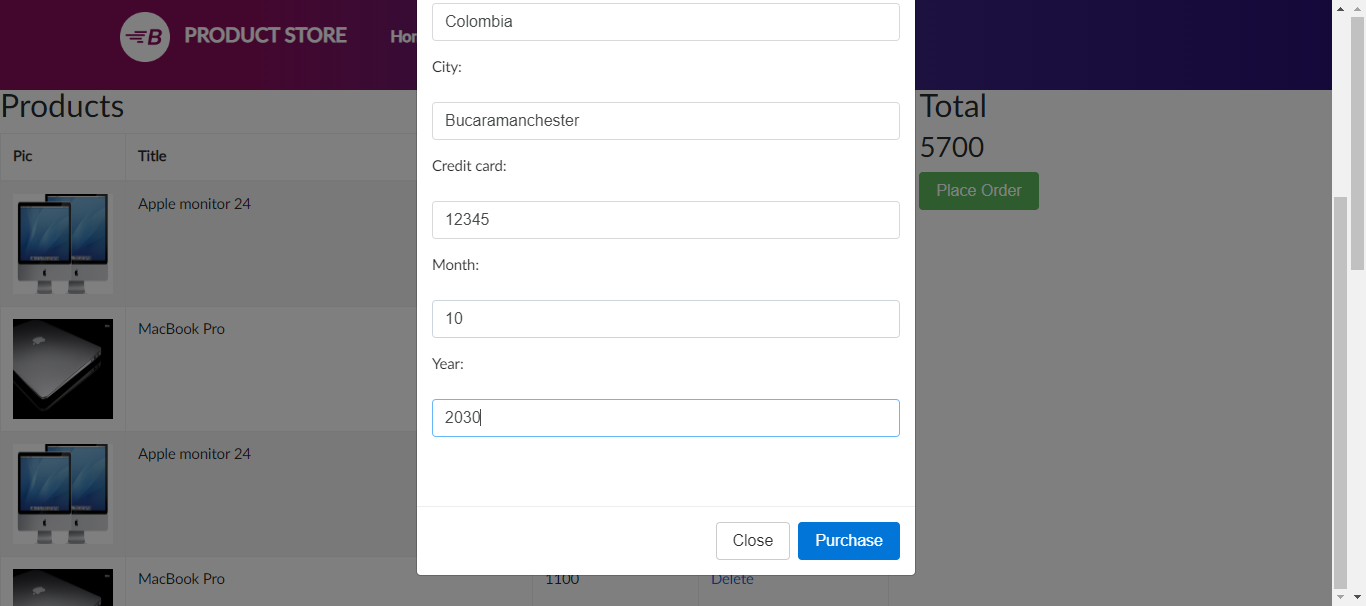 B PRODUCT STORE Hon
Colombia
City:
Bucaramanchester
Credit card:
12345
Month:
10
Year:
2030
Close Purchase
Products
Pic Title
Apple monitor 24
MacBook Pro
Apple monitor 24
MacBook Pro 1100 Delete
Total
5700
Place Order